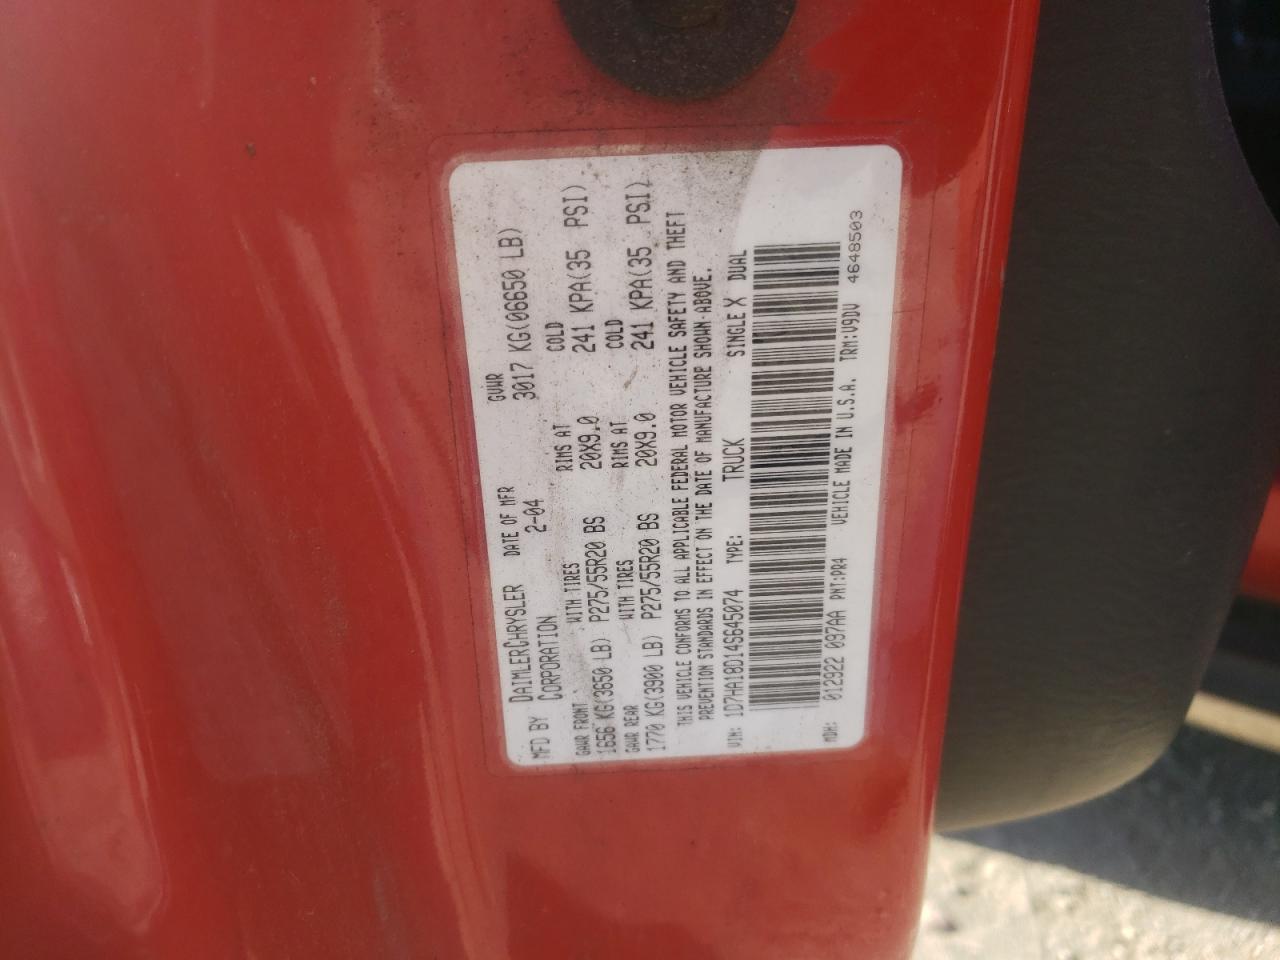 MFD BY DAIMLERCHRYSLER CORPORATION DATE OF MFR 2-04 GVWR 3017 KG(06650 LB)
GAWR FRONT WITH TIRES RIMS AT COLD
1656 KG(3650 LB) P275/55R20 BS 20X9.0 241 KPA(35 PSI)
GAWR REAR WITH TIRES RIMS AT COLD
1770 KG(3900 LB) P275/55R20 BS 20X9.0 241 KPA(35 PSI)
THIS VEHICLE CONFORMS TO ALL APPLICABLE FEDERAL MOTOR VEHICLE SAFETY AND THEFT
PREVENTION STANDARDS IN EFFECT ON THE DATE OF MANUFACTURE SHOWN ABOVE.
VIN: 1D7HA18D14S645074 TYPE: TRUCK SINGLE X DUAL
MDH: 012922 097AA PNT:PR4 VEHICLE MADE IN U.S.A. TRM:V9DV 4648503